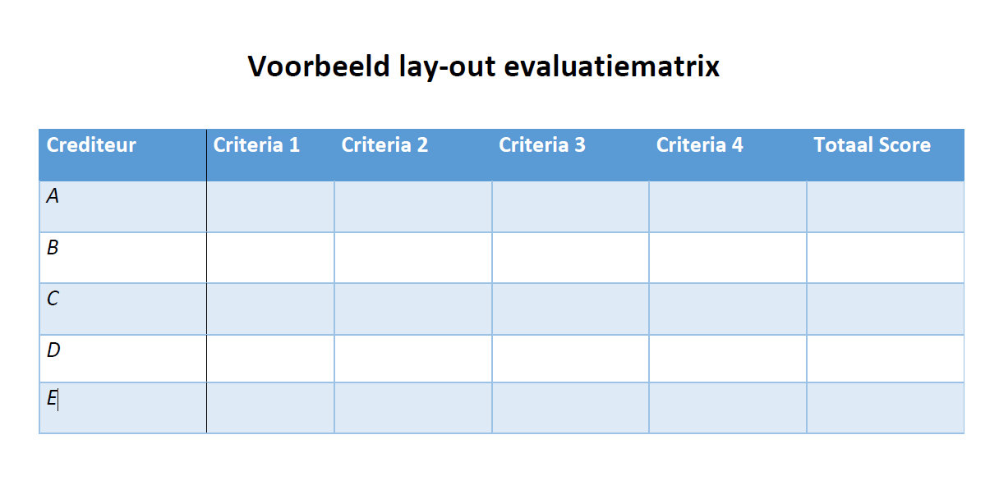 Voorbeeld lay-out evaluatiematrix
Crediteur Criteria 1 Criteria 2 Criteria 3 Criteria 4 Totaal Score
A
B
C
D
E